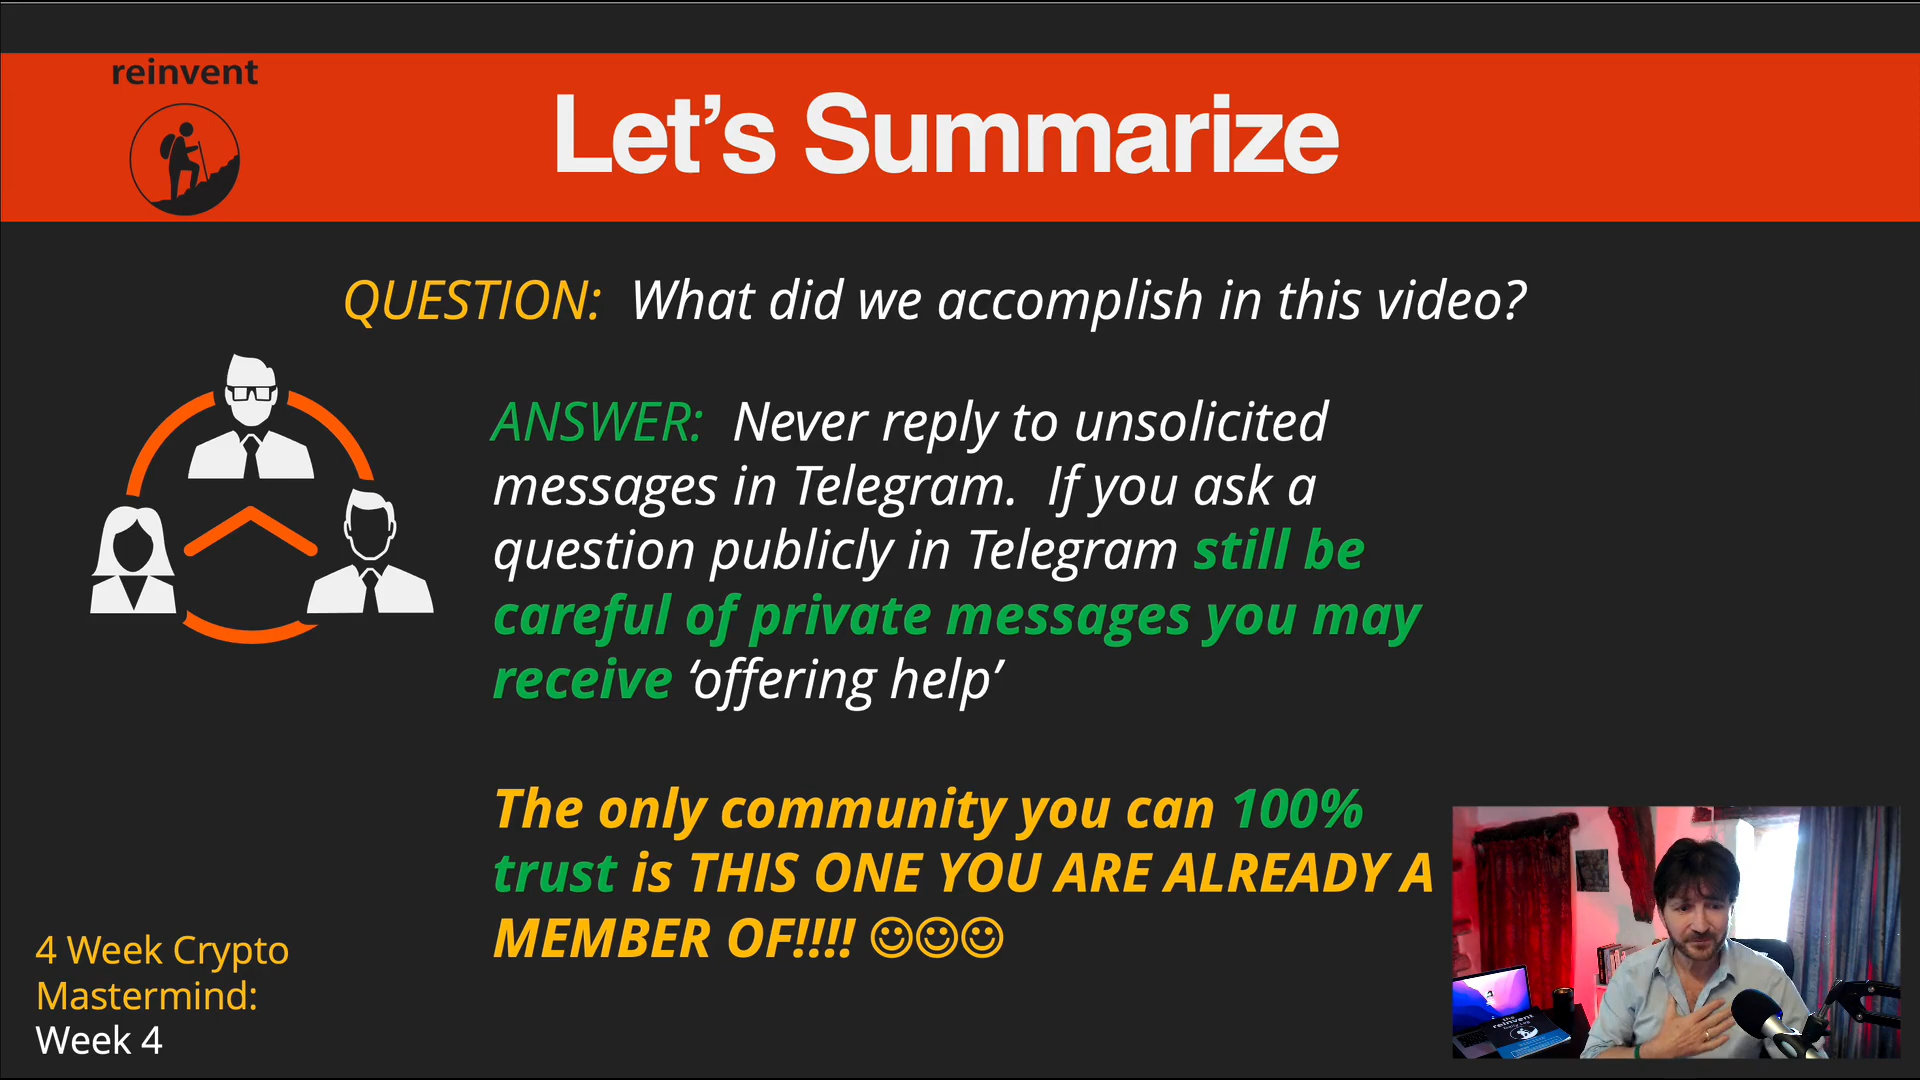 reinvent
Let's Summarize
QUESTION: What did we accomplish in this video?
ANSWER: Never reply to unsolicited
messages in Telegram. If you ask a
question publicly in Telegram still be
careful of private messages you may
receive ‘offering help’
The only community you can 100%
trust is THIS ONE YOU ARE ALREADY A
MEMBER OF!!!! ☺☺☺
4 Week Crypto
Mastermind:
Week 4
reinvent